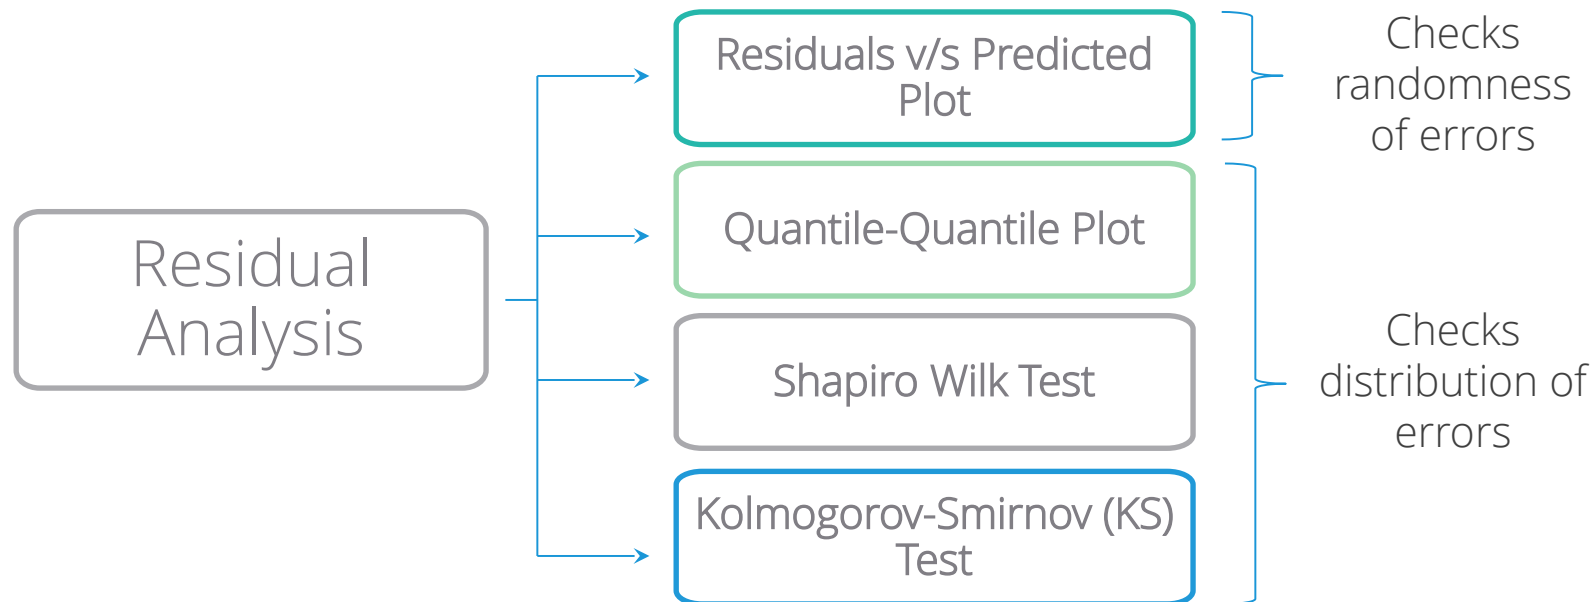 Residual
Analysis
Residuals v/s Predicted
Plot
Quantile-Quantile Plot
Shapiro Wilk Test
Kolmogorov-Smirnov (KS)
Test
Checks
randomness
of errors
Checks
distribution of
errors